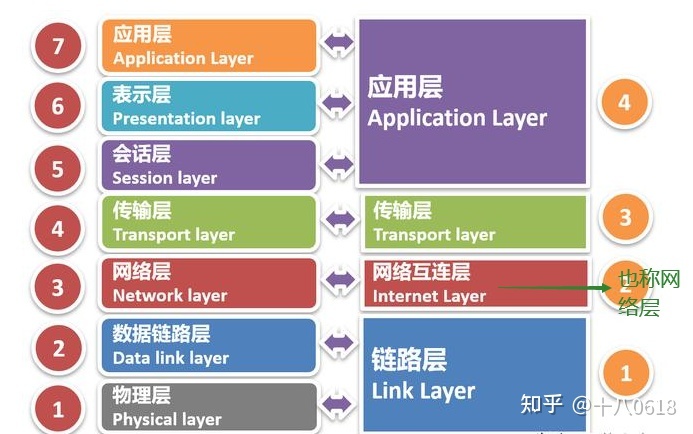 7
应用层
Application Layer
6
表示层
Presentation layer
5
会话层
Session layer
应用层
Application Layer
4
4
传输层
Transport layer
传输层
Transport layer
3
3
网络层
Network layer
网络互连层
Internet Layer
2
也称网
络层
2
数据链路层
Data link layer
1
物理层
Physical layer
链路层
Link Layer
1
知乎 @十八0618